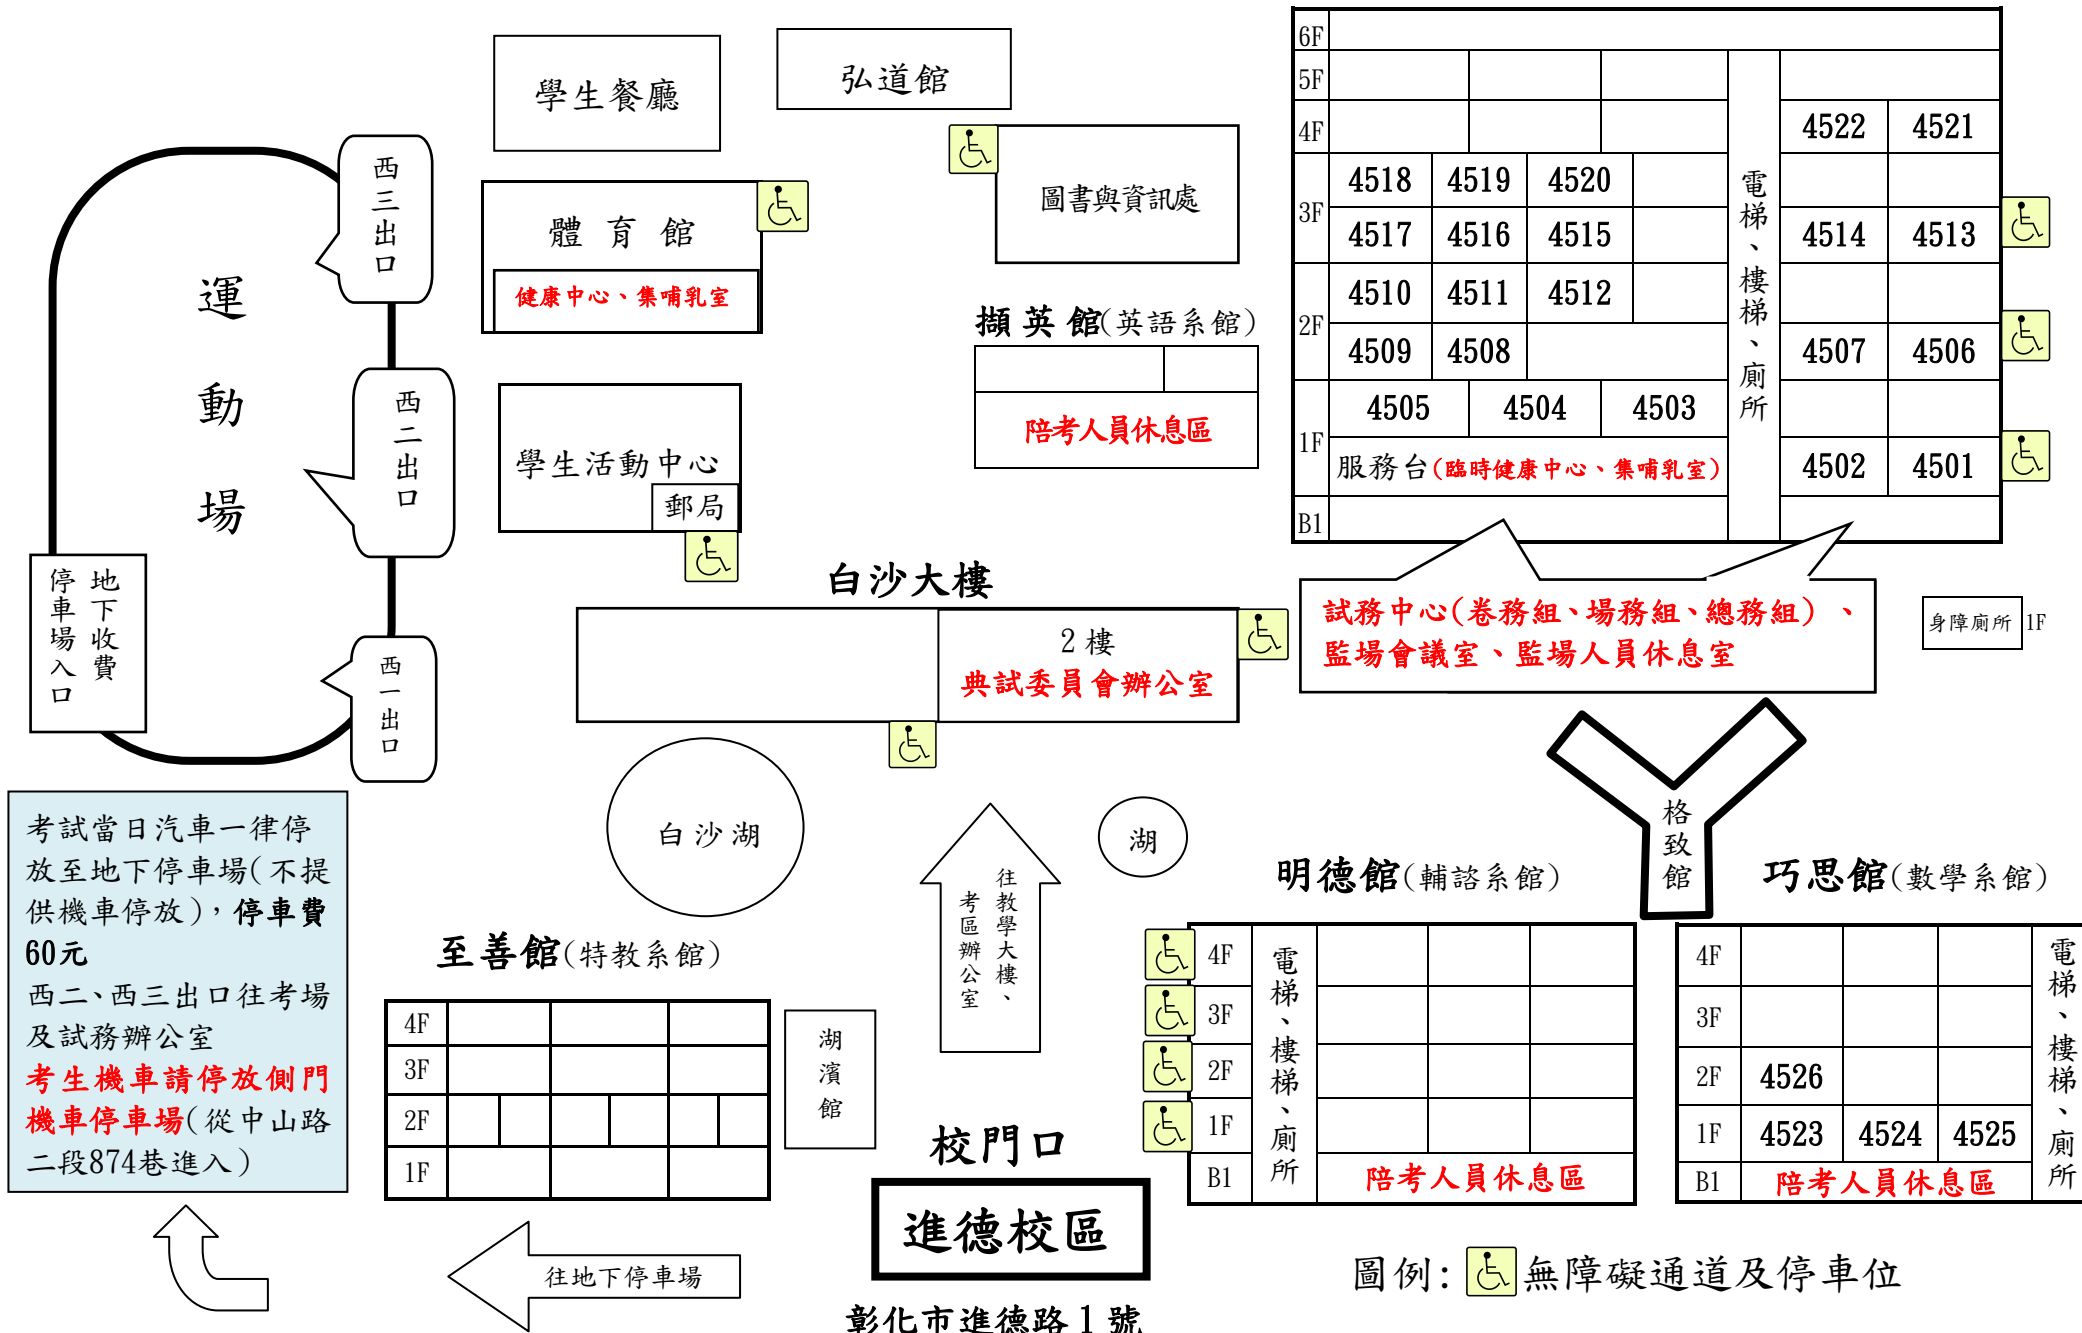 學生餐廳
弘道館
圖書與資訊處
體育館
健康中心、集哺乳室
擷英館(英語系館)
陪考人員休息區
學生活動中心
郵局
運動場
西三出口
西二出口
西一出口
地下收費
停車場入口
白沙大樓
2樓
典試委員會辦公室
6F
5F
4F 4522 4521
3F
4518 4519 4520
4517 4516 4515 4514 4513
2F
4510 4511 4512
4509 4508 4507 4506
1F
4505 4504 4503
服務台(臨時健康中心、集哺乳室) 4502 4501
B1
電梯、樓梯、廁所
試務中心(卷務組、場務組、總務組)、
監場會議室、監場人員休息室
身障廁所 1F
格致館
白沙湖
湖
往教學大樓、
考區辦公室
考試當日汽車一律停
放至地下停車場(不提
供機車停放),停車費
60元
西二、西三出口往考場
及試務辦公室
考生機車請停放側門
機車停車場(從中山路
二段874巷進入)
至善館(特教系館)
4F
3F
2F
1F
湖濱館
明德館(輔諮系館)
4F
3F
2F
1F
B1 陪考人員休息區
電梯、樓梯、廁所
巧思館(數學系館)
4F
3F
2F 4526
1F 4523 4524 4525
B1 陪考人員休息區
電梯、樓梯、廁所
校門口
進德校區
往地下停車場
圖例: 無障礙通道及停車位
彰化市進德路1號